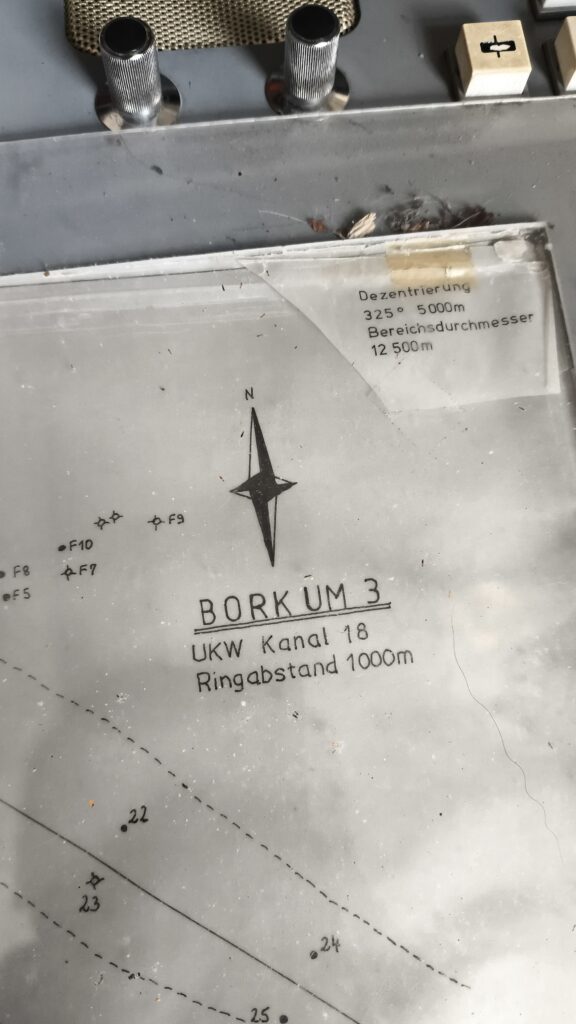 Dezentrierung
325° 5000m
Bereichsdurchmesser
12 500m
N
F9
F10
F8
F7
F5
BORKUM 3
UKW Kanal 18
Ringabstand 1000m
22
23
24
25